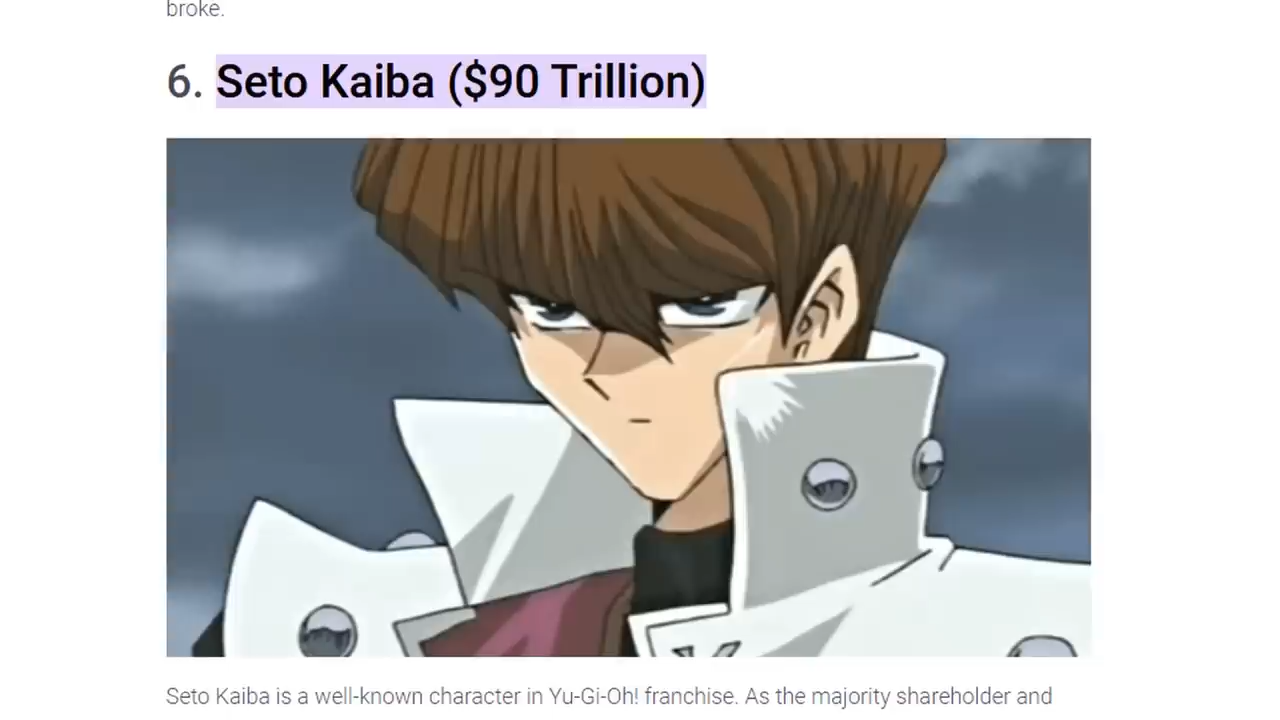 broke.
6. Seto Kaiba ($90 Trillion)
Seto Kaiba is a well-known character in Yu-Gi-Oh! franchise. As the majority shareholder and